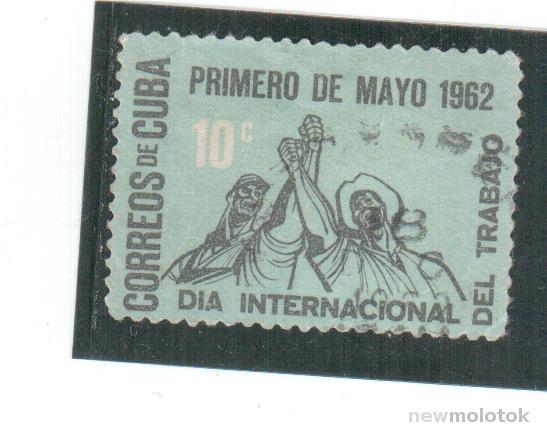 CORREOS DE CUBA
PRIMERO DE MAYO 1962
10c
DIA INTERNACIONAL
DEL TRABAJO
newmolotok